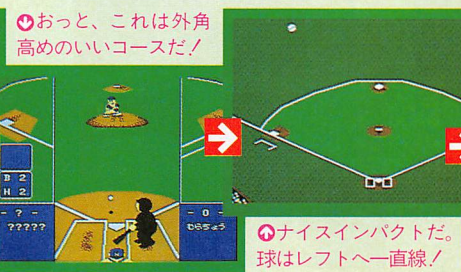 おっと、これは外角
高めのいいコースだ!
B 2
H 2
- ? -
?????
- 0 -
むらちょう
ナイスインパクトだ。
球はレフトへ一直線!